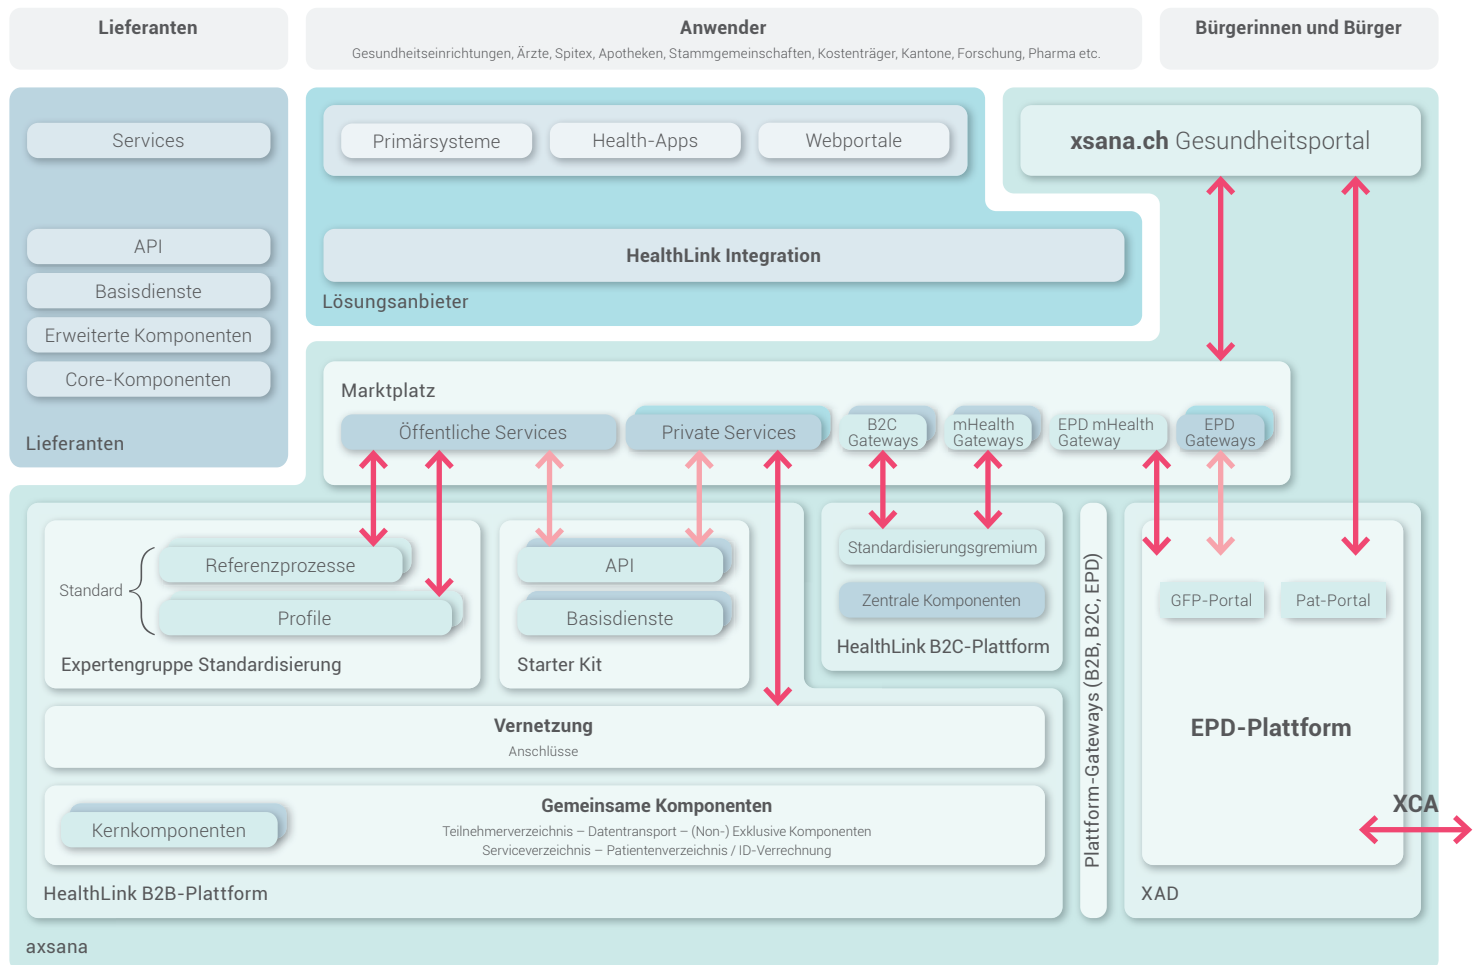 Lieferanten
Anwender
Gesundheitseinrichtungen, Ärzte, Spitex, Apotheken, Stammgemeinschaften, Kostenträger, Kantone, Forschung, Pharma etc.
Bürgerinnen und Bürger
Services
API
Basisdienste
Erweiterte Komponenten
Core-Komponenten
Lieferanten
Primärsysteme
Health-Apps
Webportale
HealthLink Integration
Lösungsanbieter
xsana.ch Gesundheitsportal
Marktplatz
Öffentliche Services
Private Services
B2C
Gateways
mHealth
Gateways
EPD mHealth
Gateway
EPD
Gateways
Standard
Referenzprozesse
Profile
Expertengruppe Standardisierung
API
Basisdienste
Starter Kit
Standardisierungsgremium
Zentrale Komponenten
HealthLink B2C-Plattform
Plattform-Gateways (B2B, B2C, EPD)
GFP-Portal
Pat-Portal
EPD-Plattform
XCA
XAD
Vernetzung
Anschlüsse
Kernkomponenten
Gemeinsame Komponenten
Teilnehmerverzeichnis – Datentransport – (Non-) Exklusive Komponenten
Serviceverzeichnis – Patientenverzeichnis / ID-Verrechnung
HealthLink B2B-Plattform
axsana